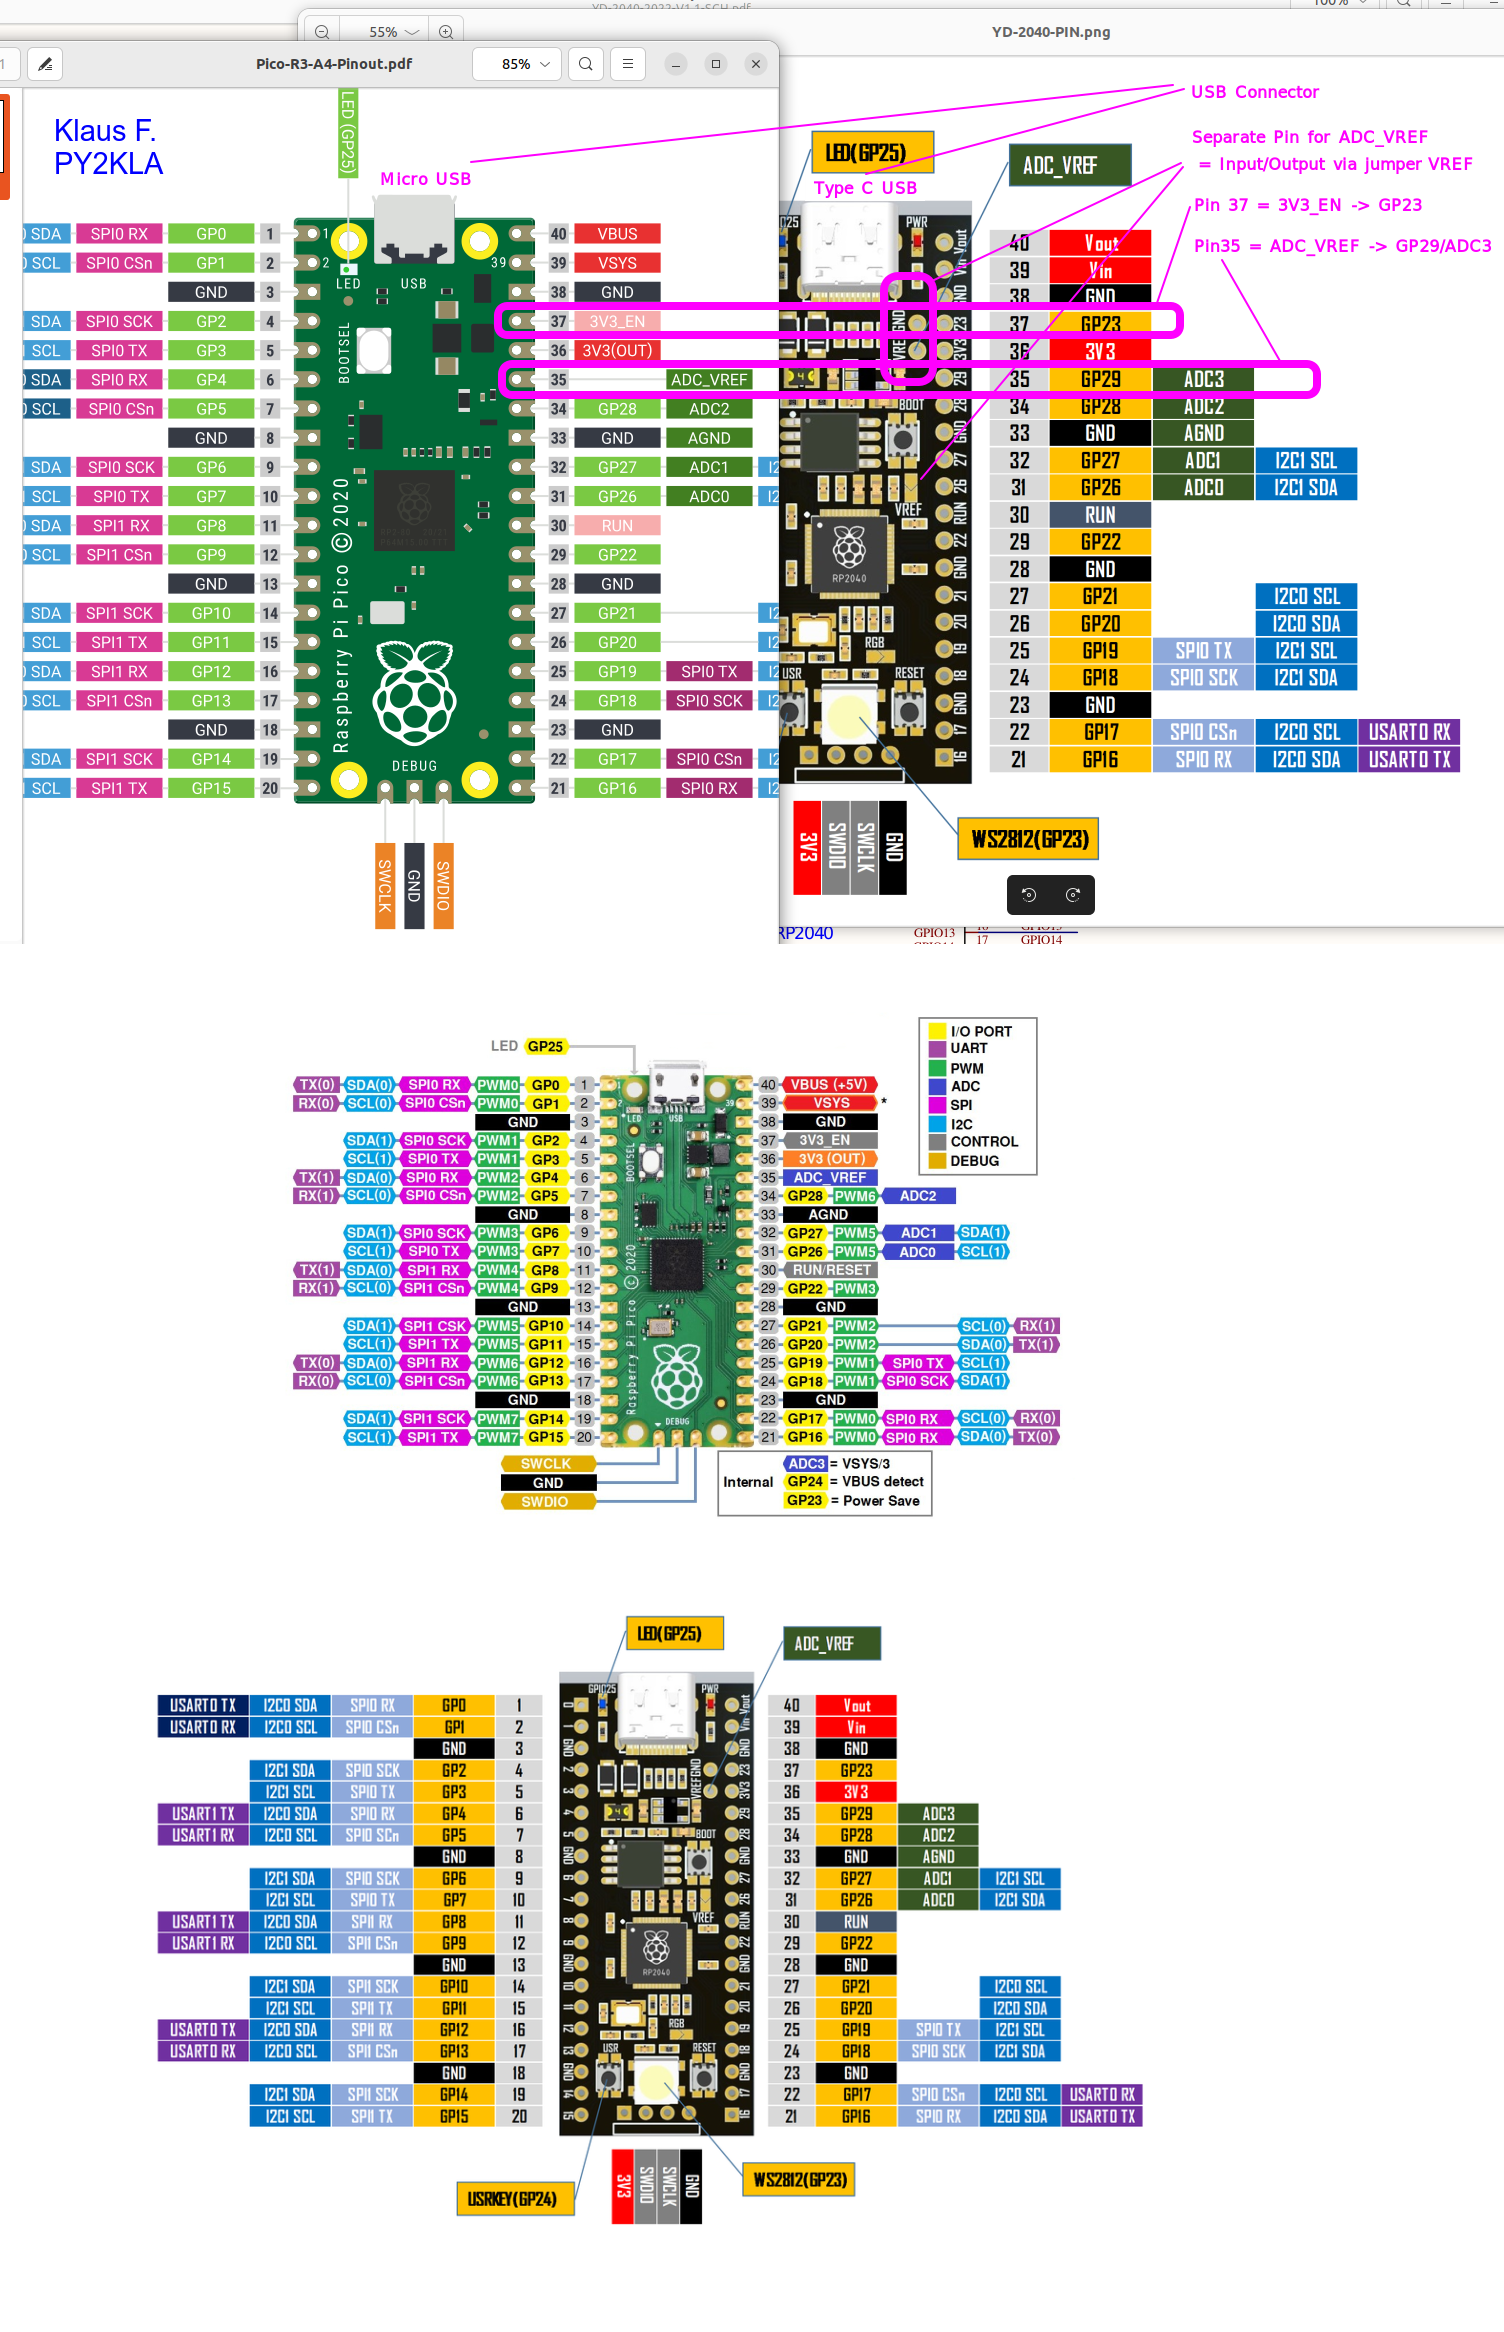 YD-2040-2022-V1.1-SCH.pdf
100%
55%
YD-2040-PIN.png
Pico-R3-A4-Pinout.pdf
85%
Klaus F.
PY2KLA
LED (GP25)
Micro USB
USB Connector
Separate Pin for ADC_VREF
= Input/Output via jumper VREF
Pin 37 = 3V3_EN -> GP23
Pin35 = ADC_VREF -> GP29/ADC3
LED(GP25)
Type C USB
ADC_VREF
SDA SPI0 RX GP0 1
SCL SPI0 CSn GP1 2
GND 3
SDA SPI0 SCK GP2 4
SCL SPI0 TX GP3 5
SDA SPI0 RX GP4 6
SCL SPI0 CSn GP5 7
GND 8
SDA SPI0 SCK GP6 9
SCL SPI0 TX GP7 10
SDA SPI1 RX GP8 11
SCL SPI1 CSn GP9 12
GND 13
SDA SPI1 SCK GP10 14
SCL SPI1 TX GP11 15
SDA SPI1 RX GP12 16
SCL SPI1 CSn GP13 17
GND 18
SDA SPI1 SCK GP14 19
SCL SPI1 TX GP15 20
1
2
39
LED
USB
BOOTSEL
Raspberry Pi Pico © 2020
DEBUG
40 VBUS
39 VSYS
38 GND
37 3V3_EN
36 3V3(OUT)
35 ADC_VREF
34 GP28 ADC2
33 GND AGND
32 GP27 ADC1 I2
31 GP26 ADC0 I2
30 RUN
29 GP22
28 GND
27 GP21 I2
26 GP20 I2
25 GP19 SPI0 TX I2
24 GP18 SPI0 SCK I2
23 GND
22 GP17 SPI0 CSn I2
21 GP16 SPI0 RX I2
SWCLK
GND
SWDIO
PWR
BOOT
VREF
RP2040
RGB
USR
RESET
40 Vout
39 Vin
38 GND
37 GP23
36 3V3
35 GP29 ADC3
34 GP28 ADC2
33 GND AGND
32 GP27 ADC1 I2C1 SCL
31 GP26 ADC0 I2C1 SDA
30 RUN
29 GP22
28 GND
27 GP21 I2C0 SCL
26 GP20 I2C0 SDA
25 GP19 SPI0 TX I2C1 SCL
24 GP18 SPI0 SCK I2C1 SDA
23 GND
22 GP17 SPI0 CSn I2C0 SCL USART0 RX
21 GP16 SPI0 RX I2C0 SDA USART0 TX
3V3
SWDIO
SWCLK
GND
WS2812(GP23)
RP2040
GPIO13
17 GPIO14
LED GP25
I/O PORT
UART
PWM
ADC
SPI
I2C
CONTROL
DEBUG
TX(0) SDA(0) SPI0 RX PWM0 GP0 1
RX(0) SCL(0) SPI0 CSn PWM0 GP1 2
GND 3
SDA(1) SPI0 SCK PWM1 GP2 4
SCL(1) SPI0 TX PWM1 GP3 5
TX(1) SDA(0) SPI0 RX PWM2 GP4 6
RX(1) SCL(0) SPI0 CSn PWM2 GP5 7
GND 8
SDA(1) SPI0 SCK PWM3 GP6 9
SCL(1) SPI0 TX PWM3 GP7 10
TX(1) SDA(0) SPI1 RX PWM4 GP8 11
RX(1) SCL(0) SPI1 CSn PWM4 GP9 12
GND 13
SDA(1) SPI1 CSK PWM5 GP10 14
SCL(1) SPI1 TX PWM5 GP11 15
TX(0) SDA(0) SPI1 RX PWM6 GP12 16
RX(0) SCL(0) SPI1 CSn PWM6 GP13 17
GND 18
SDA(1) SPI1 SCK PWM7 GP14 19
SCL(1) SPI1 TX PWM7 GP15 20
LED
USB
BOOTSEL
Raspberry Pi Pico © 2020
DEBUG
40 VBUS (+5V)
39 VSYS *
38 GND
37 3V3_EN
36 3V3 (OUT)
35 ADC_VREF
34 GP28 PWM6 ADC2
33 AGND
32 GP27 PWM5 ADC1 SDA(1)
31 GP26 PWM5 ADC0 SCL(1)
30 RUN/RESET
29 GP22 PWM3
28 GND
27 GP21 PWM2 SCL(0) RX(1)
26 GP20 PWM2 SDA(0) TX(1)
25 GP19 PWM1 SPI0 TX SCL(1)
24 GP18 PWM1 SPI0 SCK SDA(1)
23 GND
22 GP17 PWM0 SPI0 RX SCL(0) RX(0)
21 GP16 PWM0 SPI0 RX SDA(0) TX(0)
SWCLK
GND
SWDIO
Internal
ADC3 = VSYS/3
GP24 = VBUS detect
GP23 = Power Save
LED(GP25)
ADC_VREF
USART0 TX I2C0 SDA SPI0 RX GP0 1
USART0 RX I2C0 SCL SPI0 CSn GP1 2
GND 3
I2C1 SDA SPI0 SCK GP2 4
I2C1 SCL SPI0 TX GP3 5
USART1 TX I2C0 SDA SPI0 RX GP4 6
USART1 RX I2C0 SCL SPI0 SCn GP5 7
GND 8
I2C1 SDA SPI0 SCK GP6 9
I2C1 SCL SPI0 TX GP7 10
USART1 TX I2C0 SDA SPI1 RX GP8 11
USART1 RX I2C0 SCL SPI1 CSn GP9 12
GND 13
I2C1 SDA SPI1 SCK GP10 14
I2C1 SCL SPI1 TX GP11 15
USART0 TX I2C0 SDA SPI1 RX GP12 16
USART0 RX I2C0 SCL SPI1 CSn GP13 17
GND 18
I2C1 SDA SPI1 SCK GP14 19
I2C1 SCL SPI1 TX GP15 20
GPIO25
PWR
BOOT
VREF
RP2040
RGB
USR
RESET
40 Vout
39 Vin
38 GND
37 GP23
36 3V3
35 GP29 ADC3
34 GP28 ADC2
33 GND AGND
32 GP27 ADC1 I2C1 SCL
31 GP26 ADC0 I2C1 SDA
30 RUN
29 GP22
28 GND
27 GP21 I2C0 SCL
26 GP20 I2C0 SDA
25 GP19 SPI0 TX I2C1 SCL
24 GP18 SPI0 SCK I2C1 SDA
23 GND
22 GP17 SPI0 CSn I2C0 SCL USART0 RX
21 GP16 SPI0 RX I2C0 SDA USART0 TX
USRKEY(GP24)
3V3
SWDIO
SWCLK
GND
WS2812(GP23)